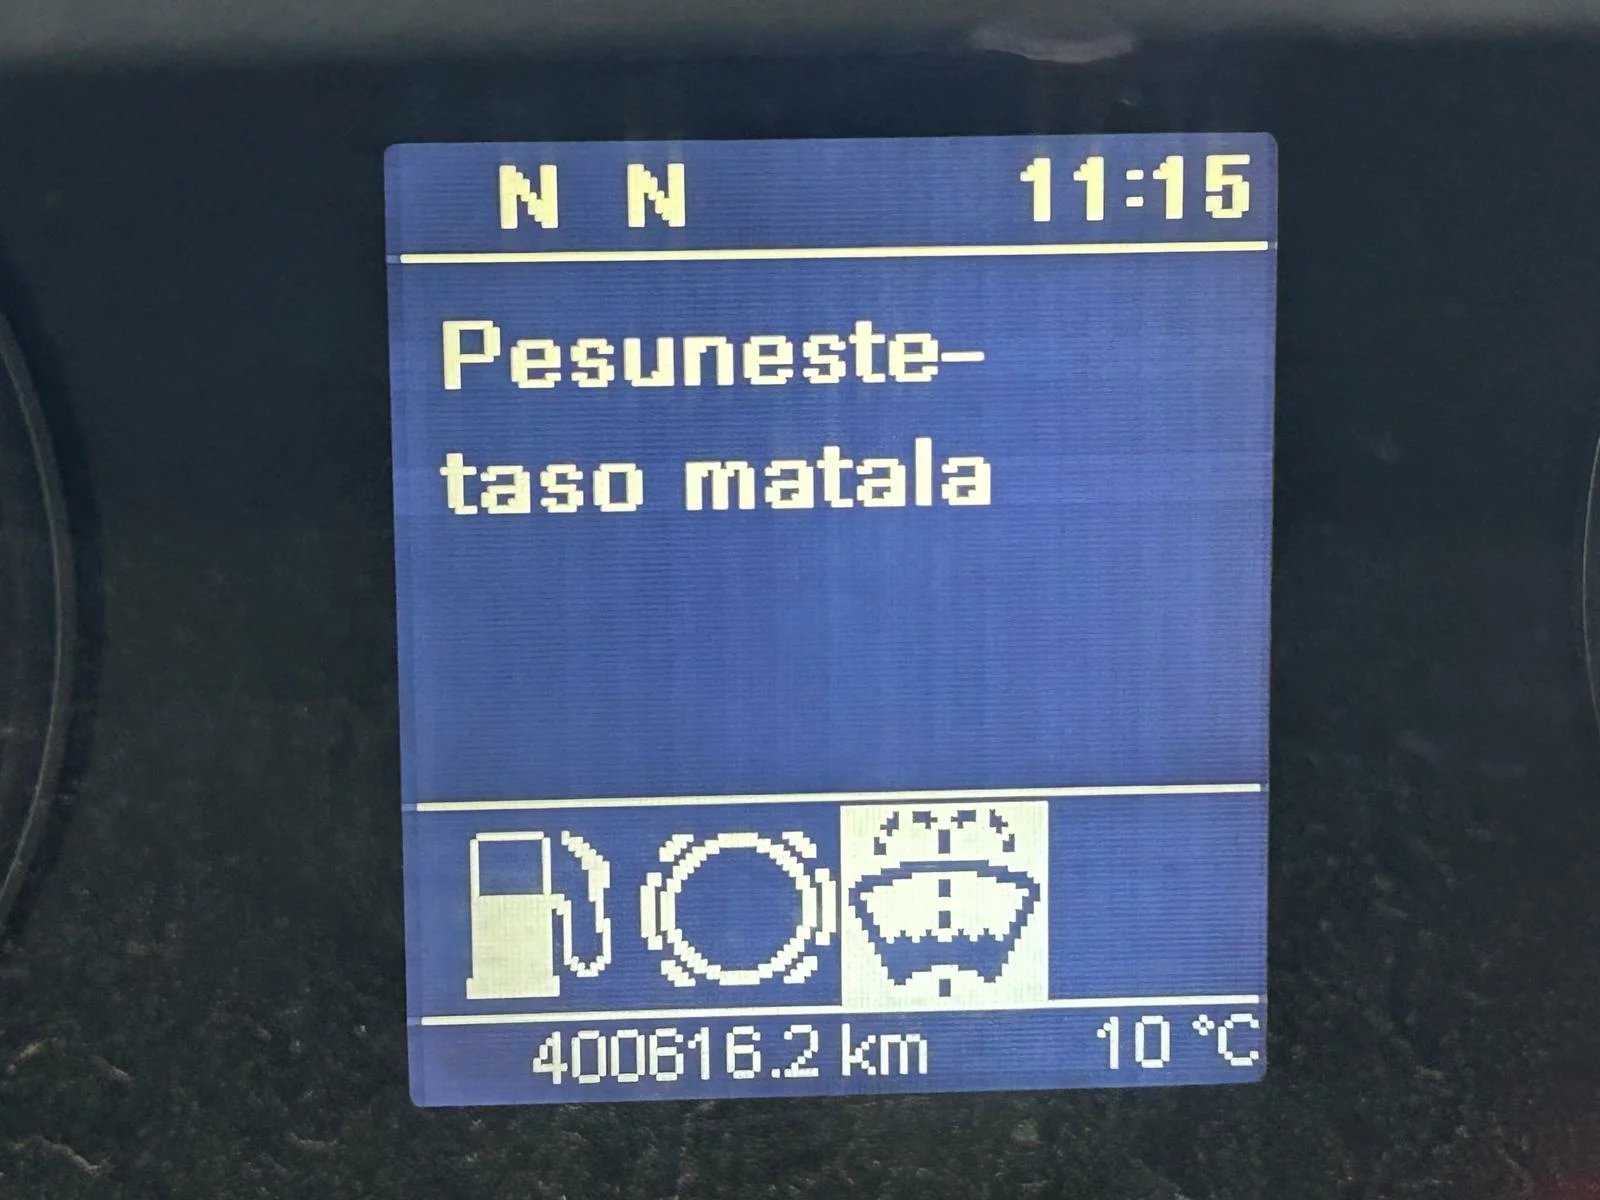 N N 11:15
Pesuneste-
taso matala
400616.2 km 10 °C